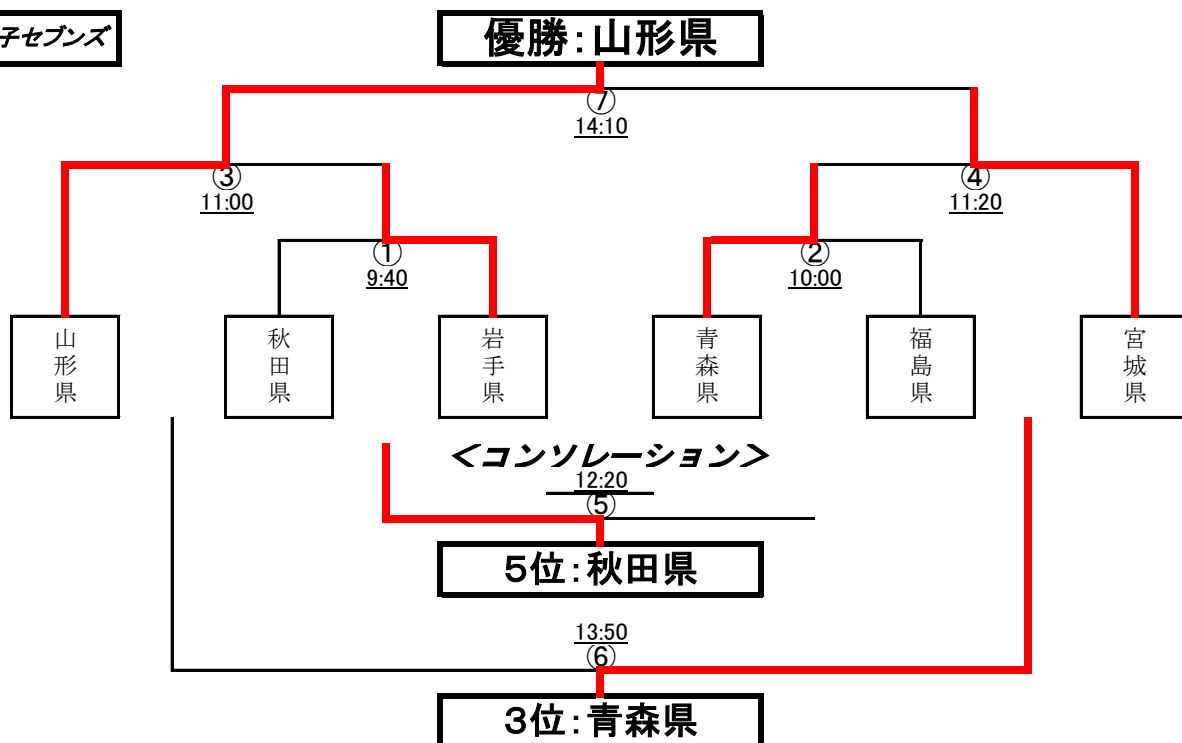 子セブンズ
優勝：山形県
⑦
14:10
③
11:00
④
11:20
①
9:40
②
10:00
山形県
秋田県
岩手県
青森県
福島県
宮城県
＜コンソレーション＞
12:20
⑤
５位：秋田県
13:50
⑥
３位：青森県